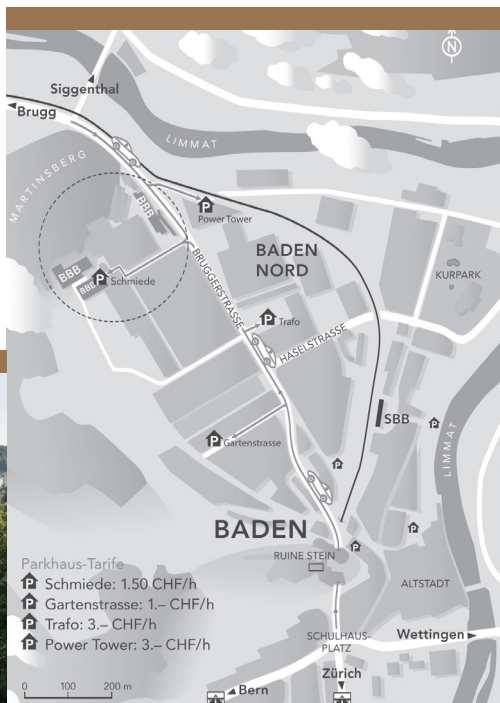 N
Siggenthal
Brugg
LIMMAT
MARTINSBERG
BBB
P
Power Tower
BADEN
NORD
KURPARK
BBB
BBB
P Schmiede
BRUGGERSTRASSE
P Trafo
HASELSTRASSE
SBB
P
LIMMAT
P Gartenstrasse
P
BADEN
P
P
RUINE STEIN
Parkhaus-Tarife
P Schmiede: 1.50 CHF/h
P Gartenstrasse: 1.– CHF/h
P Trafo: 3.– CHF/h
P Power Tower: 3.– CHF/h
ALTSTADT
SCHULHAUS-
PLATZ
Wettingen
Zürich
0 100 200 m
Bern